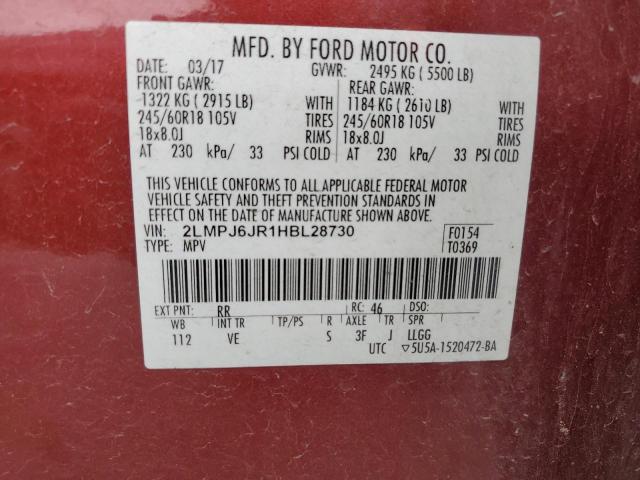 MFD. BY FORD MOTOR CO.
DATE: 03/17 GVWR: 2495 KG ( 5500 LB)
FRONT GAWR: REAR GAWR:
1322 KG ( 2915 LB) WITH 1184 KG ( 2610 LB) WITH
245/60R18 105V TIRES 245/60R18 105V TIRES
18x8.0J RIMS 18x8.0J RIMS
AT 230 kPa/ 33 PSI COLD AT 230 kPa/ 33 PSI COLD
THIS VEHICLE CONFORMS TO ALL APPLICABLE FEDERAL MOTOR
VEHICLE SAFETY AND THEFT PREVENTION STANDARDS IN
EFFECT ON THE DATE OF MANUFACTURE SHOWN ABOVE.
VIN: 2LMPJ6JR1HBL28730 F0154
TYPE: MPV T0369
EXT PNT: RR RC: 46 DSO:
WB INT TR TP/PS R AXLE TR SPR
112 VE S 3F J LLGG
UTC ▽5U5A-1520472-BA